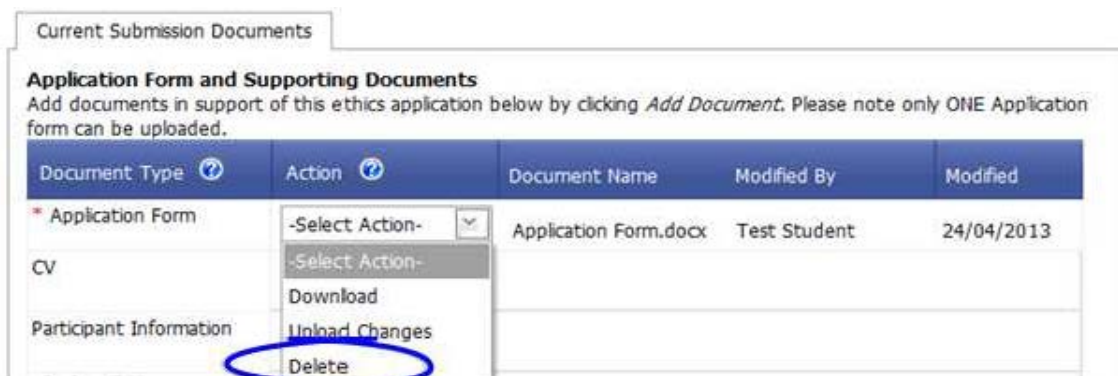 Current Submission Documents
Application Form and Supporting Documents
Add documents in support of this ethics application below by clicking Add Document. Please note only ONE Application
form can be uploaded.
Document Type ? Action ? Document Name Modified By Modified
* Application Form -Select Action- Application Form.docx Test Student 24/04/2013
CV -Select Action-
Download
Participant Information Upload Changes
Delete